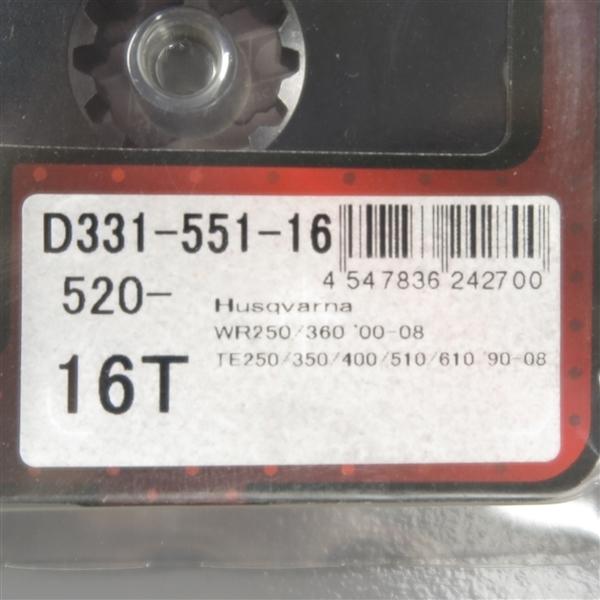 D331-551-16
4 547836 242700
520-
Husqvarna
WR250/360 '00-08
TE250/350/400/510/610 '90-08
16T